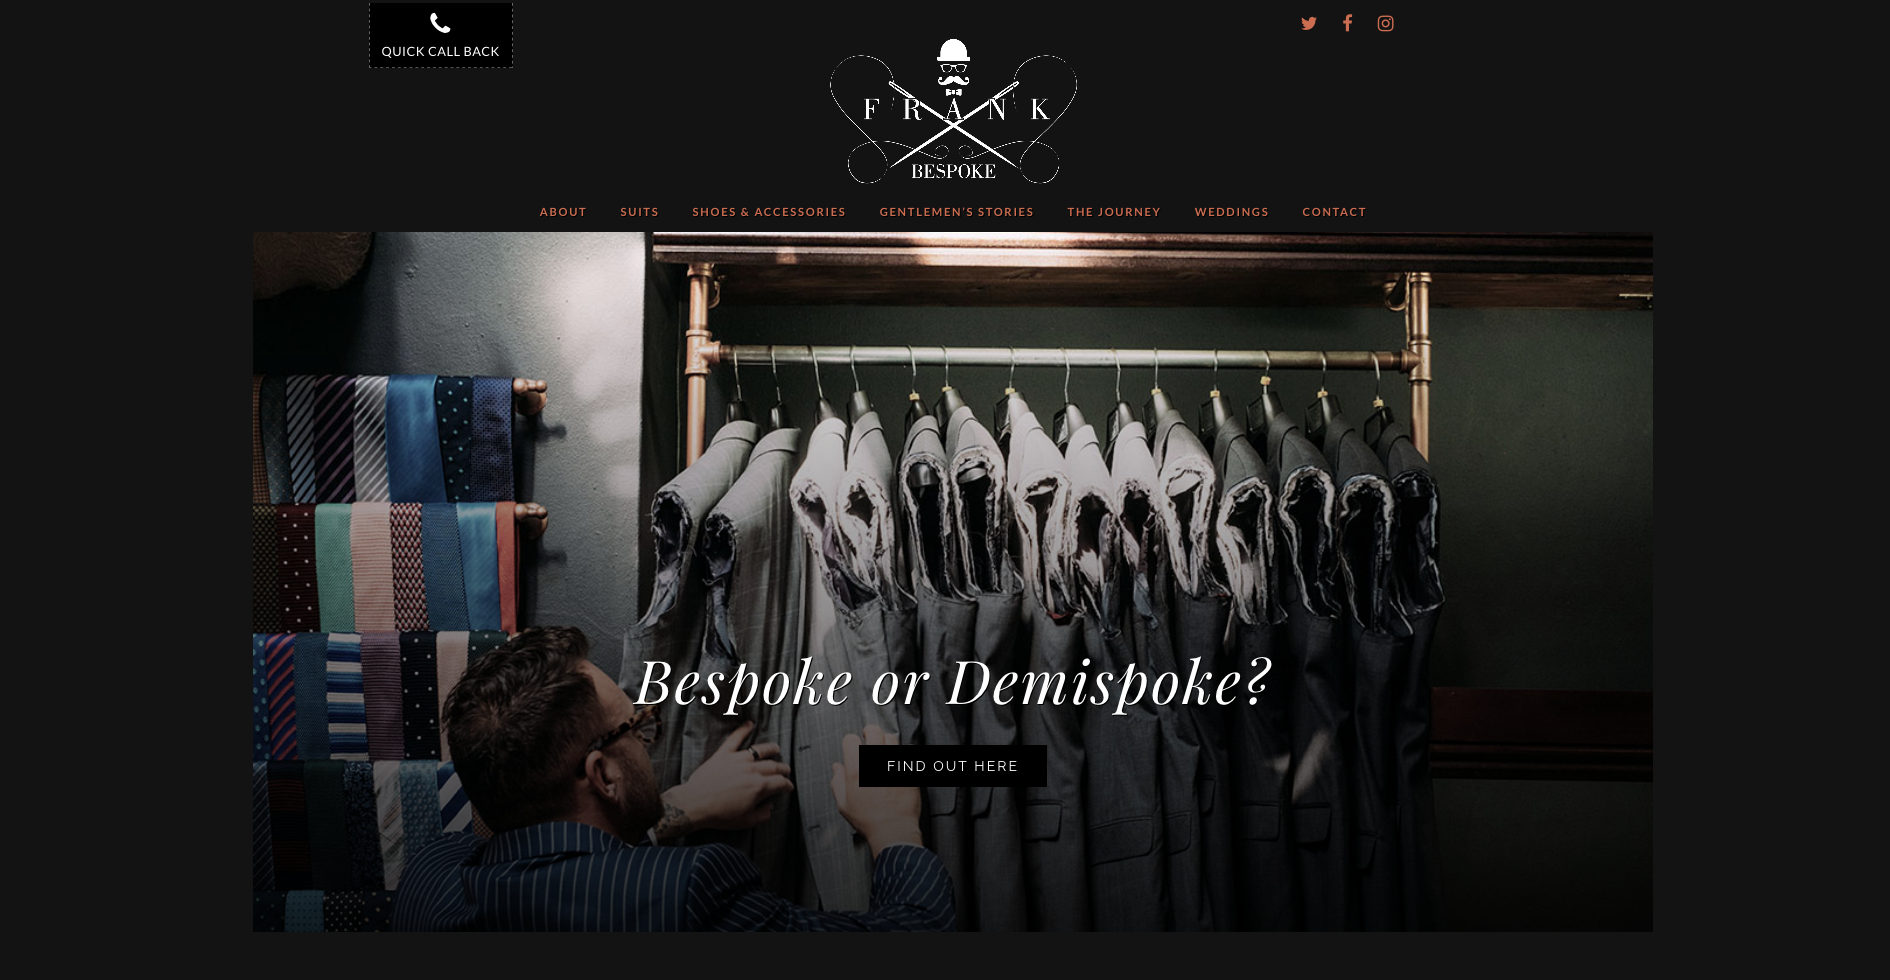 QUICK CALL BACK
FRANK
BESPOKE
ABOUT SUITS SHOES & ACCESSORIES GENTLEMEN'S STORIES THE JOURNEY WEDDINGS CONTACT
Bespoke or Demispoke?
FIND OUT HERE